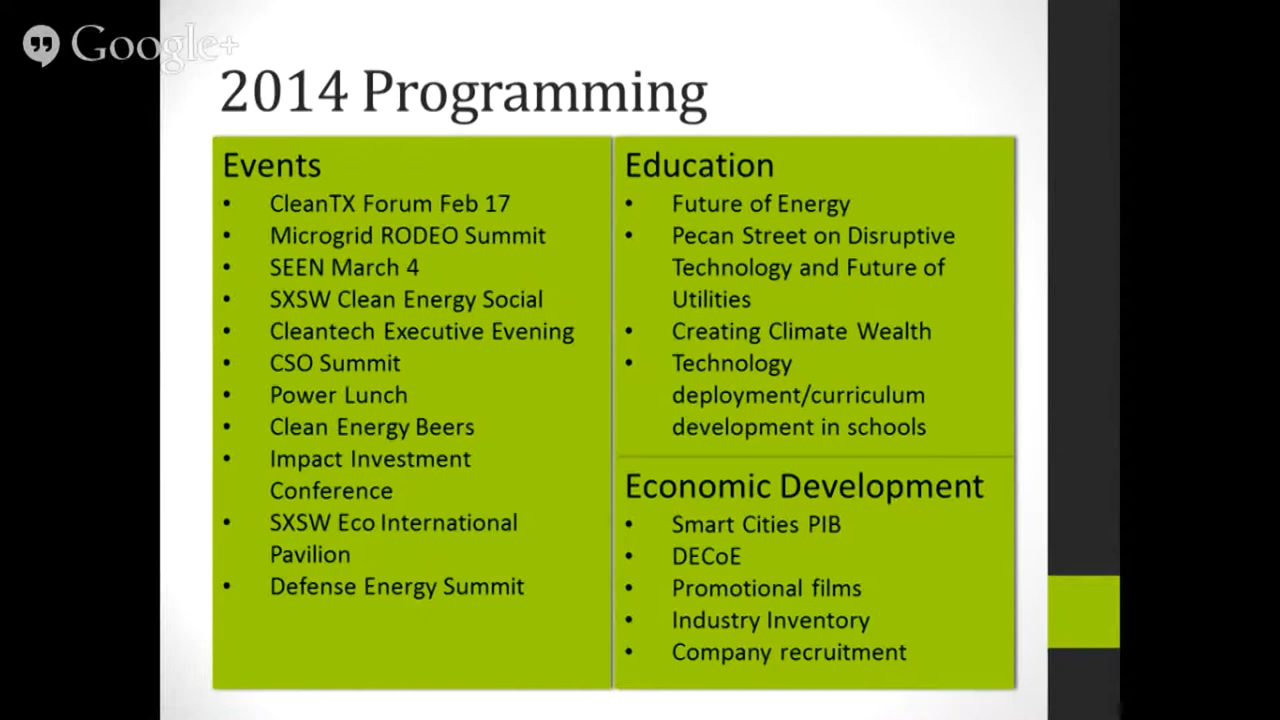 Google+
2014 Programming
Events
• CleanTX Forum Feb 17
• Microgrid RODEO Summit
• SEEN March 4
• SXSW Clean Energy Social
• Cleantech Executive Evening
• CSO Summit
• Power Lunch
• Clean Energy Beers
• Impact Investment
Conference
• SXSW Eco International
Pavilion
• Defense Energy Summit
Education
• Future of Energy
• Pecan Street on Disruptive
Technology and Future of
Utilities
• Creating Climate Wealth
• Technology
deployment/curriculum
development in schools
Economic Development
• Smart Cities PIB
• DECoE
• Promotional films
• Industry Inventory
• Company recruitment